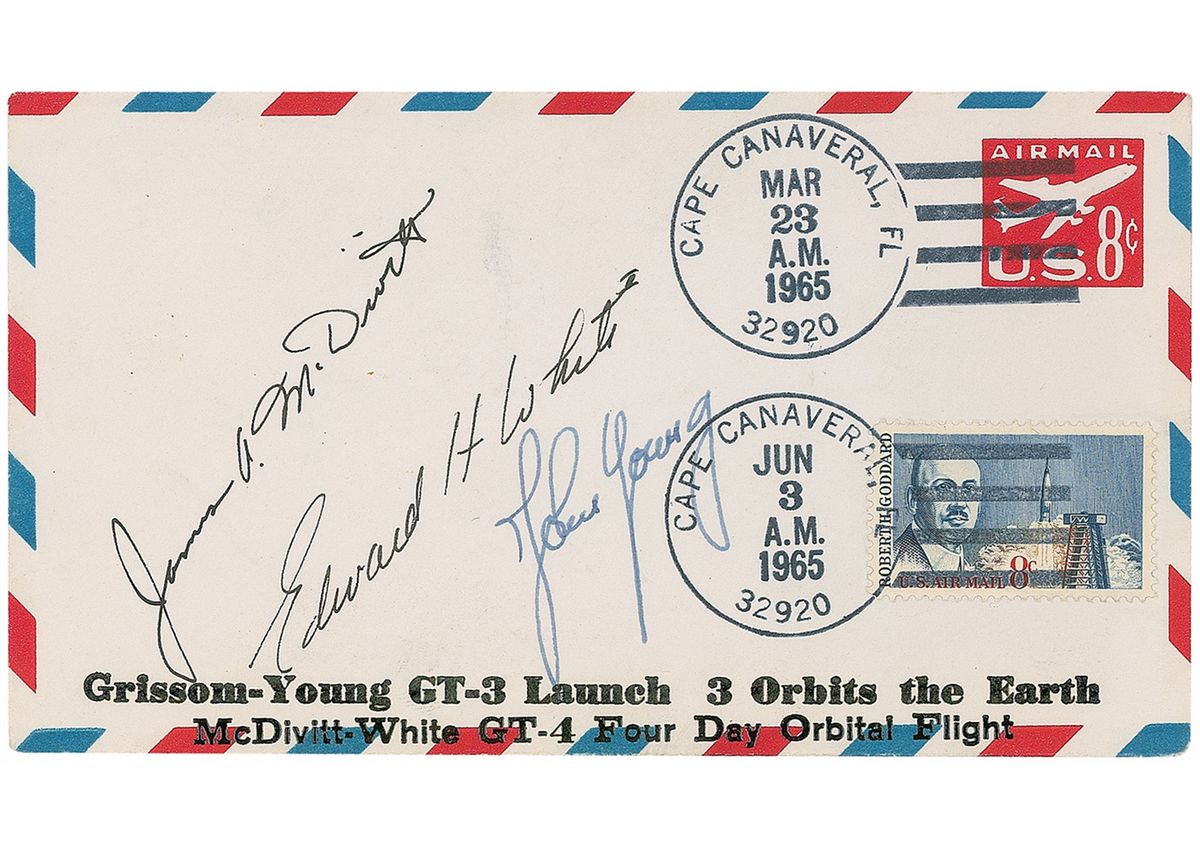 AIR MAIL
U.S. 8¢
CAPE CANAVERAL, FL
MAR
23
A.M.
1965
32920
James A. McDivitt
Edward H White II
John Young
CAPE CANAVERAL,
JUN
3
A.M.
1965
32920
ROBERT H. GODDARD
U.S. AIR MAIL 8c
Grissom-Young GT-3 Launch 3 Orbits the Earth
McDivitt-White GT-4 Four Day Orbital Flight